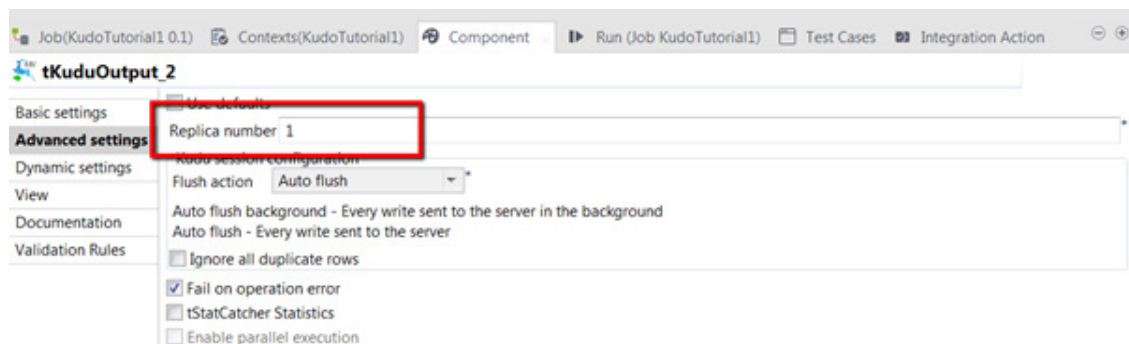 Job(KudoTutorial1 0.1) Contexts(KudoTutorial1) Component Run (Job KudoTutorial1) Test Cases Integration Action
tKuduOutput_2
Basic settings
Advanced settings
Dynamic settings
View
Documentation
Validation Rules
Use defaults
Replica number 1 *
Kudu session configuration
Flush action Auto flush *
Auto flush background - Every write sent to the server in the background
Auto flush - Every write sent to the server
Ignore all duplicate rows
Fail on operation error
tStatCatcher Statistics
Enable parallel execution